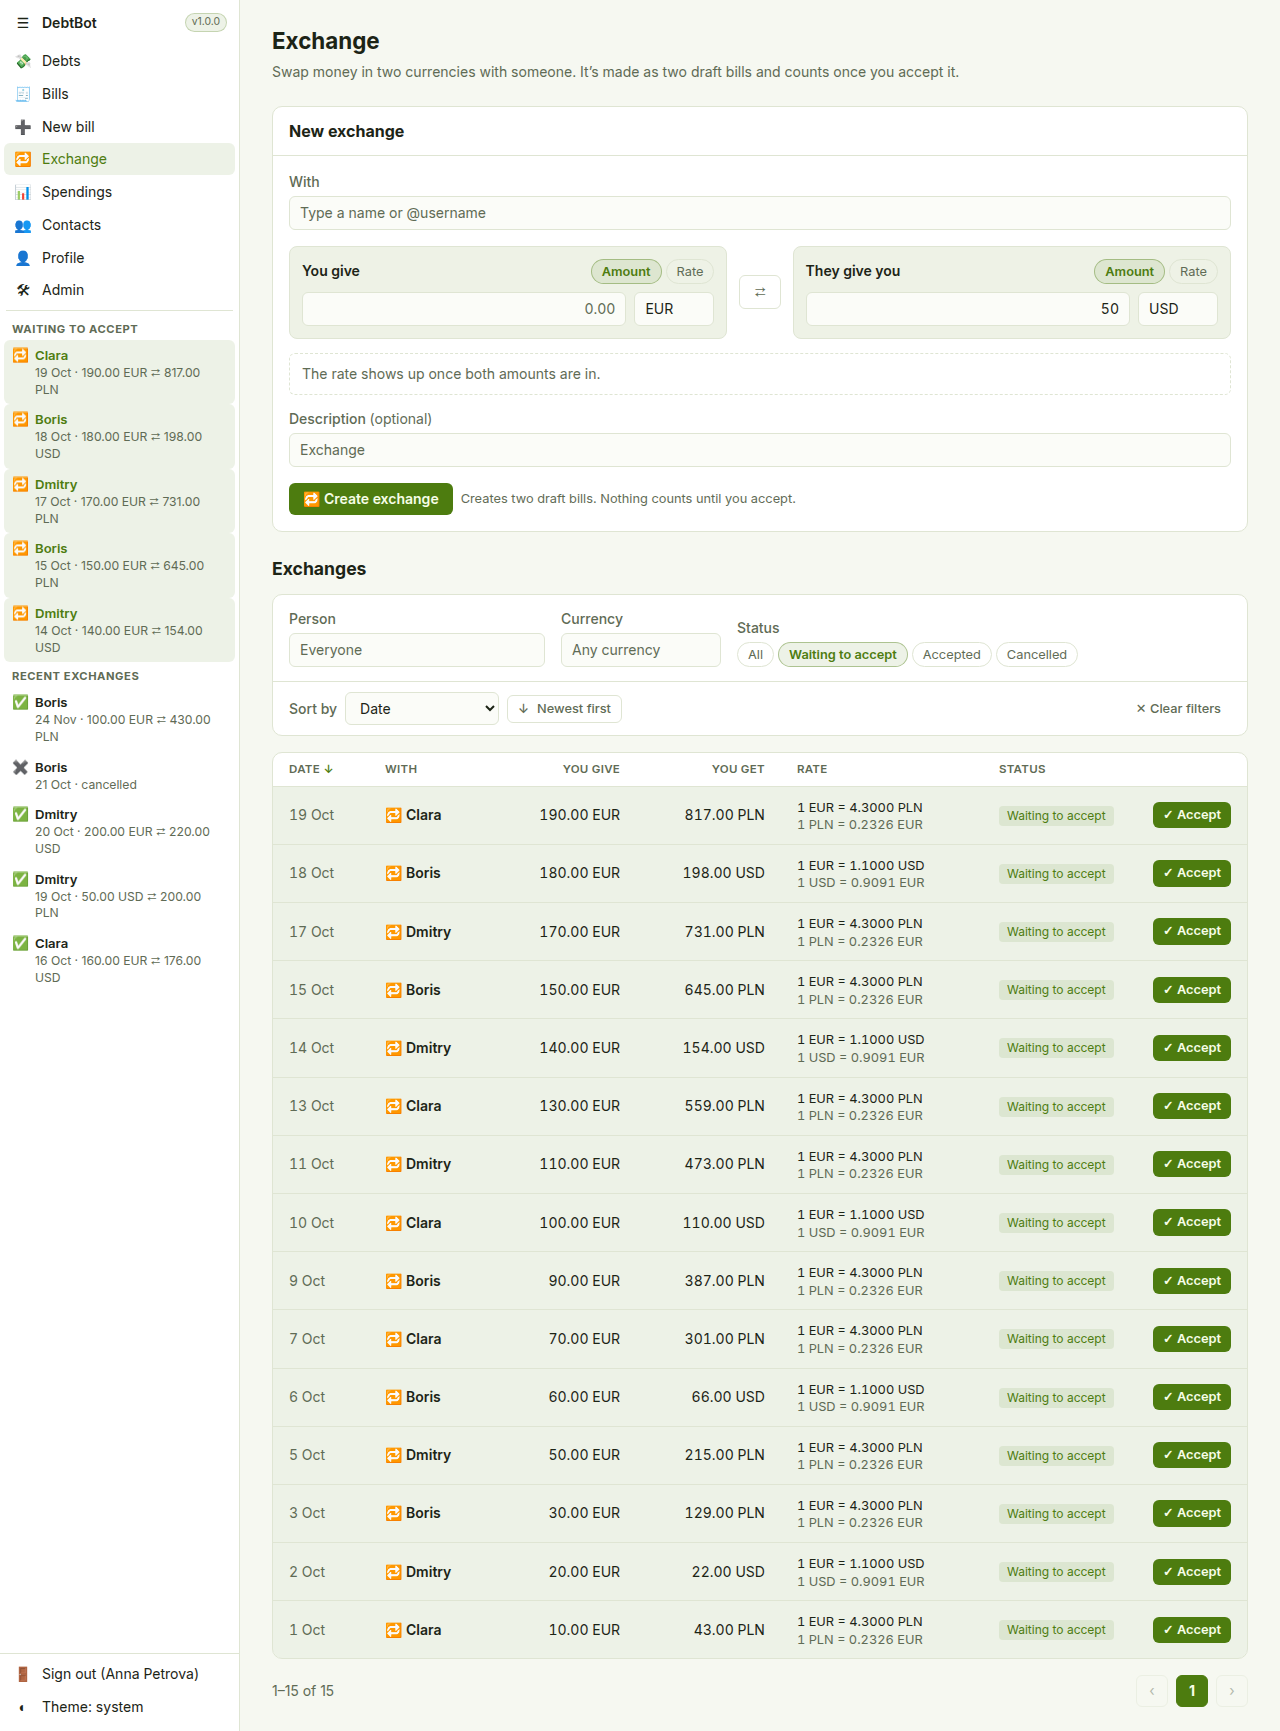 ☰ DebtBot v1.0.0
Debts
Bills
New bill
Exchange
Spendings
Contacts
Profile
Admin
WAITING TO ACCEPT
Clara
19 Oct · 190.00 EUR ⇄ 817.00
PLN
Boris
18 Oct · 180.00 EUR ⇄ 198.00
USD
Dmitry
17 Oct · 170.00 EUR ⇄ 731.00
PLN
Boris
15 Oct · 150.00 EUR ⇄ 645.00
PLN
Dmitry
14 Oct · 140.00 EUR ⇄ 154.00
USD
RECENT EXCHANGES
Boris
24 Nov · 100.00 EUR ⇄ 430.00
PLN
Boris
21 Oct · cancelled
Dmitry
20 Oct · 200.00 EUR ⇄ 220.00
USD
Dmitry
19 Oct · 50.00 USD ⇄ 200.00
PLN
Clara
16 Oct · 160.00 EUR ⇄ 176.00
USD
Sign out (Anna Petrova)
Theme: system
Exchange
Swap money in two currencies with someone. It’s made as two draft bills and counts once you accept it.
New exchange
With
Type a name or @username
You give Amount Rate
0.00 EUR
⇄
They give you Amount Rate
50 USD
The rate shows up once both amounts are in.
Description (optional)
Exchange
Create exchange Creates two draft bills. Nothing counts until you accept.
Exchanges
Person Currency Status
Everyone Any currency All Waiting to accept Accepted Cancelled
Sort by Date ↓ Newest first ✕ Clear filters
DATE ↓ WITH YOU GIVE YOU GET RATE STATUS
19 Oct Clara 190.00 EUR 817.00 PLN 1 EUR = 4.3000 PLN Waiting to accept ✓ Accept
1 PLN = 0.2326 EUR
18 Oct Boris 180.00 EUR 198.00 USD 1 EUR = 1.1000 USD Waiting to accept ✓ Accept
1 USD = 0.9091 EUR
17 Oct Dmitry 170.00 EUR 731.00 PLN 1 EUR = 4.3000 PLN Waiting to accept ✓ Accept
1 PLN = 0.2326 EUR
15 Oct Boris 150.00 EUR 645.00 PLN 1 EUR = 4.3000 PLN Waiting to accept ✓ Accept
1 PLN = 0.2326 EUR
14 Oct Dmitry 140.00 EUR 154.00 USD 1 EUR = 1.1000 USD Waiting to accept ✓ Accept
1 USD = 0.9091 EUR
13 Oct Clara 130.00 EUR 559.00 PLN 1 EUR = 4.3000 PLN Waiting to accept ✓ Accept
1 PLN = 0.2326 EUR
11 Oct Dmitry 110.00 EUR 473.00 PLN 1 EUR = 4.3000 PLN Waiting to accept ✓ Accept
1 PLN = 0.2326 EUR
10 Oct Clara 100.00 EUR 110.00 USD 1 EUR = 1.1000 USD Waiting to accept ✓ Accept
1 USD = 0.9091 EUR
9 Oct Boris 90.00 EUR 387.00 PLN 1 EUR = 4.3000 PLN Waiting to accept ✓ Accept
1 PLN = 0.2326 EUR
7 Oct Clara 70.00 EUR 301.00 PLN 1 EUR = 4.3000 PLN Waiting to accept ✓ Accept
1 PLN = 0.2326 EUR
6 Oct Boris 60.00 EUR 66.00 USD 1 EUR = 1.1000 USD Waiting to accept ✓ Accept
1 USD = 0.9091 EUR
5 Oct Dmitry 50.00 EUR 215.00 PLN 1 EUR = 4.3000 PLN Waiting to accept ✓ Accept
1 PLN = 0.2326 EUR
3 Oct Boris 30.00 EUR 129.00 PLN 1 EUR = 4.3000 PLN Waiting to accept ✓ Accept
1 PLN = 0.2326 EUR
2 Oct Dmitry 20.00 EUR 22.00 USD 1 EUR = 1.1000 USD Waiting to accept ✓ Accept
1 USD = 0.9091 EUR
1 Oct Clara 10.00 EUR 43.00 PLN 1 EUR = 4.3000 PLN Waiting to accept ✓ Accept
1 PLN = 0.2326 EUR
1–15 of 15 ‹ 1 ›